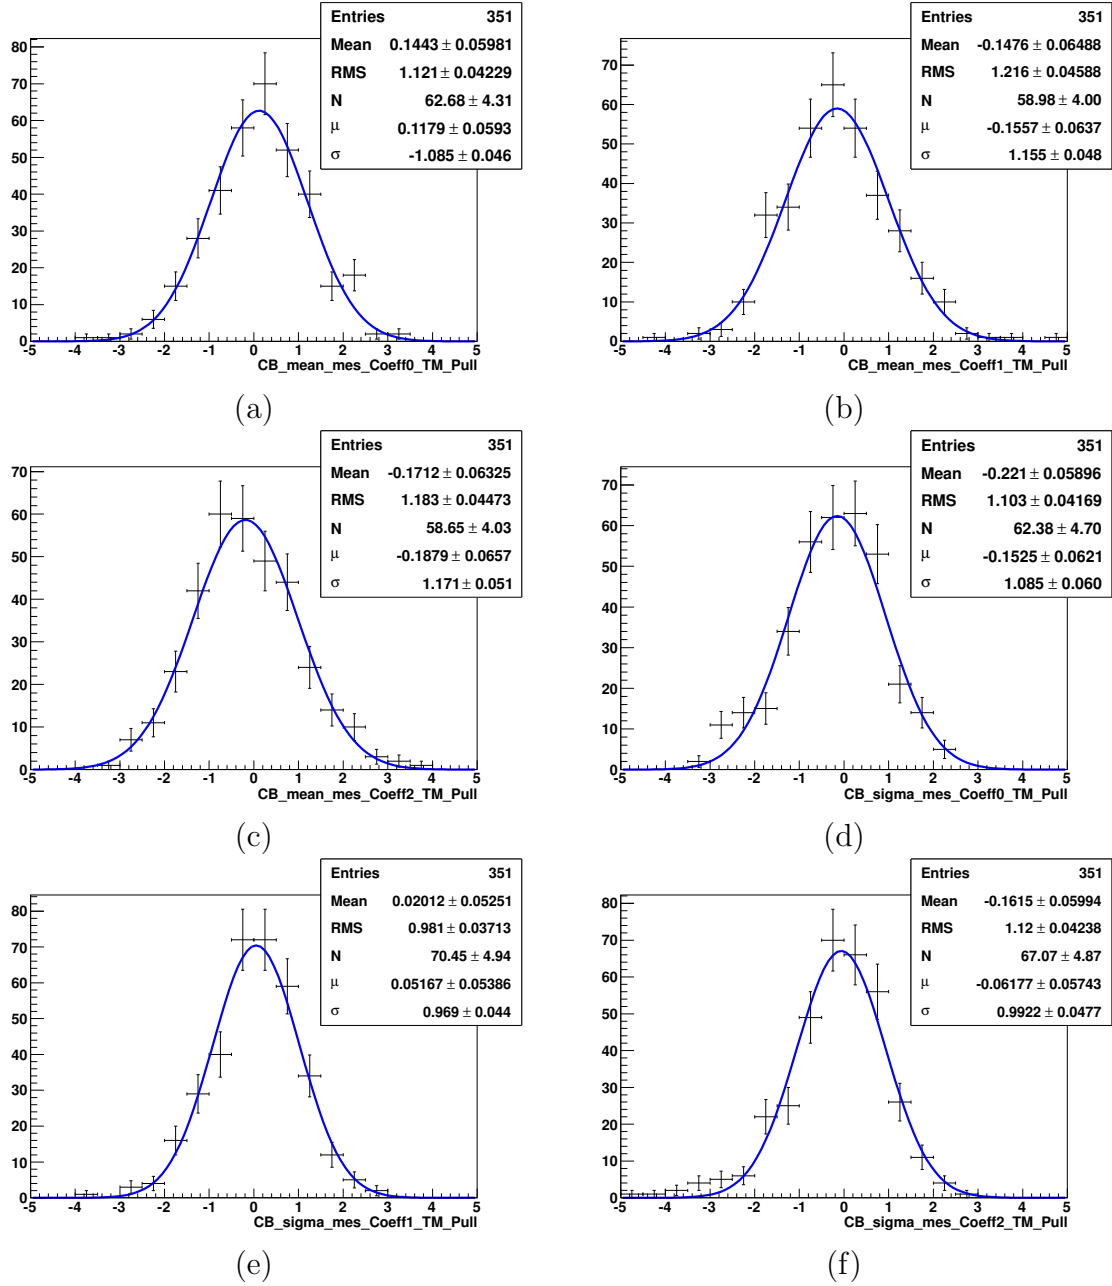 Entries 351
Mean 0.1443 ± 0.05981
RMS 1.121 ± 0.04229
N 62.68 ± 4.31
μ 0.1179 ± 0.0593
σ -1.085 ± 0.046
80
70
60
50
40
30
20
10
0
-5 -4 -3 -2 -1 0 1 2 3 4 5
CB_mean_mes_Coeff0_TM_Pull
(a)
Entries 351
Mean -0.1476 ± 0.06488
RMS 1.216 ± 0.04588
N 58.98 ± 4.00
μ -0.1557 ± 0.0637
σ 1.155 ± 0.048
70
60
50
40
30
20
10
0
-5 -4 -3 -2 -1 0 1 2 3 4 5
CB_mean_mes_Coeff1_TM_Pull
(b)
Entries 351
Mean -0.1712 ± 0.06325
RMS 1.183 ± 0.04473
N 58.65 ± 4.03
μ -0.1879 ± 0.0657
σ 1.171 ± 0.051
70
60
50
40
30
20
10
0
-5 -4 -3 -2 -1 0 1 2 3 4 5
CB_mean_mes_Coeff2_TM_Pull
(c)
Entries 351
Mean -0.221 ± 0.05896
RMS 1.103 ± 0.04169
N 62.38 ± 4.70
μ -0.1525 ± 0.0621
σ 1.085 ± 0.060
70
60
50
40
30
20
10
0
-5 -4 -3 -2 -1 0 1 2 3 4 5
CB_sigma_mes_Coeff0_TM_Pull
(d)
Entries 351
Mean 0.02012 ± 0.05251
RMS 0.981 ± 0.03713
N 70.45 ± 4.94
μ 0.05167 ± 0.05386
σ 0.969 ± 0.044
80
70
60
50
40
30
20
10
0
-5 -4 -3 -2 -1 0 1 2 3 4 5
CB_sigma_mes_Coeff1_TM_Pull
(e)
Entries 351
Mean -0.1615 ± 0.05994
RMS 1.12 ± 0.04238
N 67.07 ± 4.87
μ -0.06177 ± 0.05743
σ 0.9922 ± 0.0477
80
70
60
50
40
30
20
10
0
-5 -4 -3 -2 -1 0 1 2 3 4 5
CB_sigma_mes_Coeff2_TM_Pull
(f)